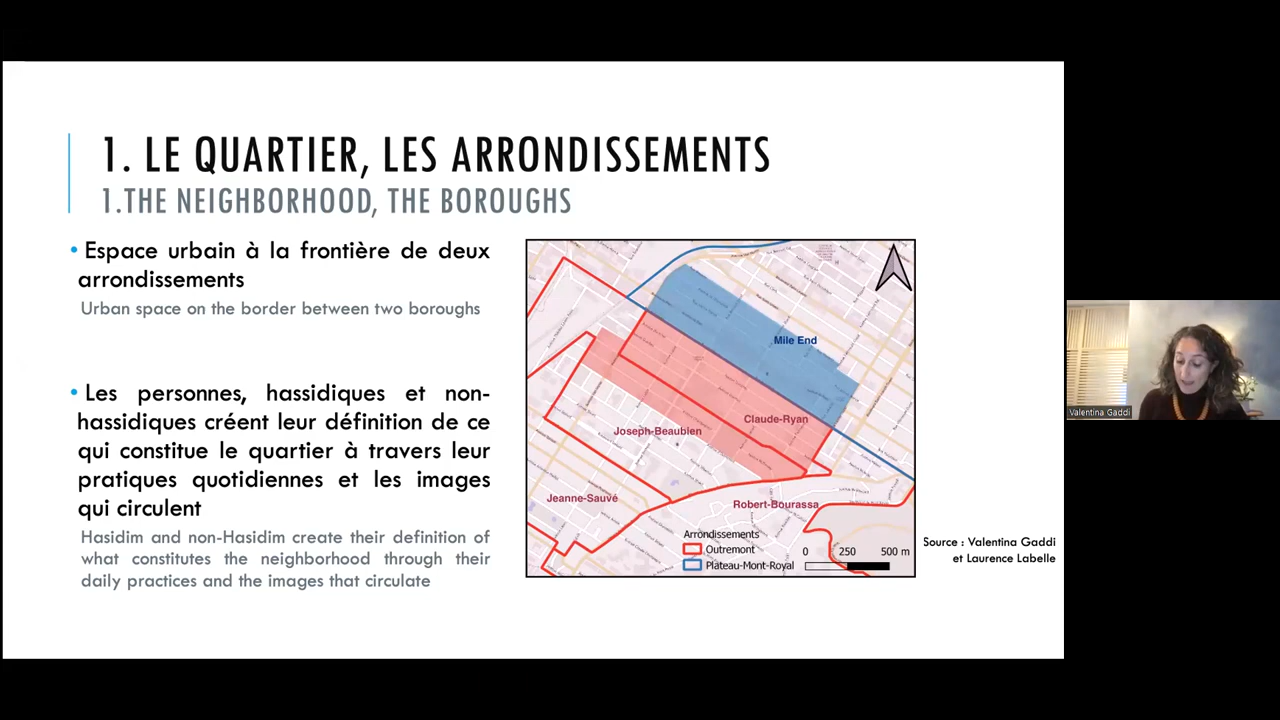 1. LE QUARTIER, LES ARRONDISSEMENTS
1.THE NEIGHBORHOOD, THE BOROUGHS
• Espace urbain à la frontière de deux
arrondissements
Urban space on the border between two boroughs
• Les personnes, hassidiques et non-
hassidiques créent leur définition de ce
qui constitue le quartier à travers leur
pratiques quotidiennes et les images
qui circulent
Hasidim and non-Hasidim create their definition of
what constitutes the neighborhood through their
daily practices and the images that circulate
Mile End
Claude-Ryan
Joseph-Beaubien
Jeanne-Sauvé
Robert-Bourassa
Arrondissements
Outremont
Plateau-Mont-Royal
0 250 500 m
Source : Valentina Gaddi
et Laurence Labelle
Valentina Gaddi